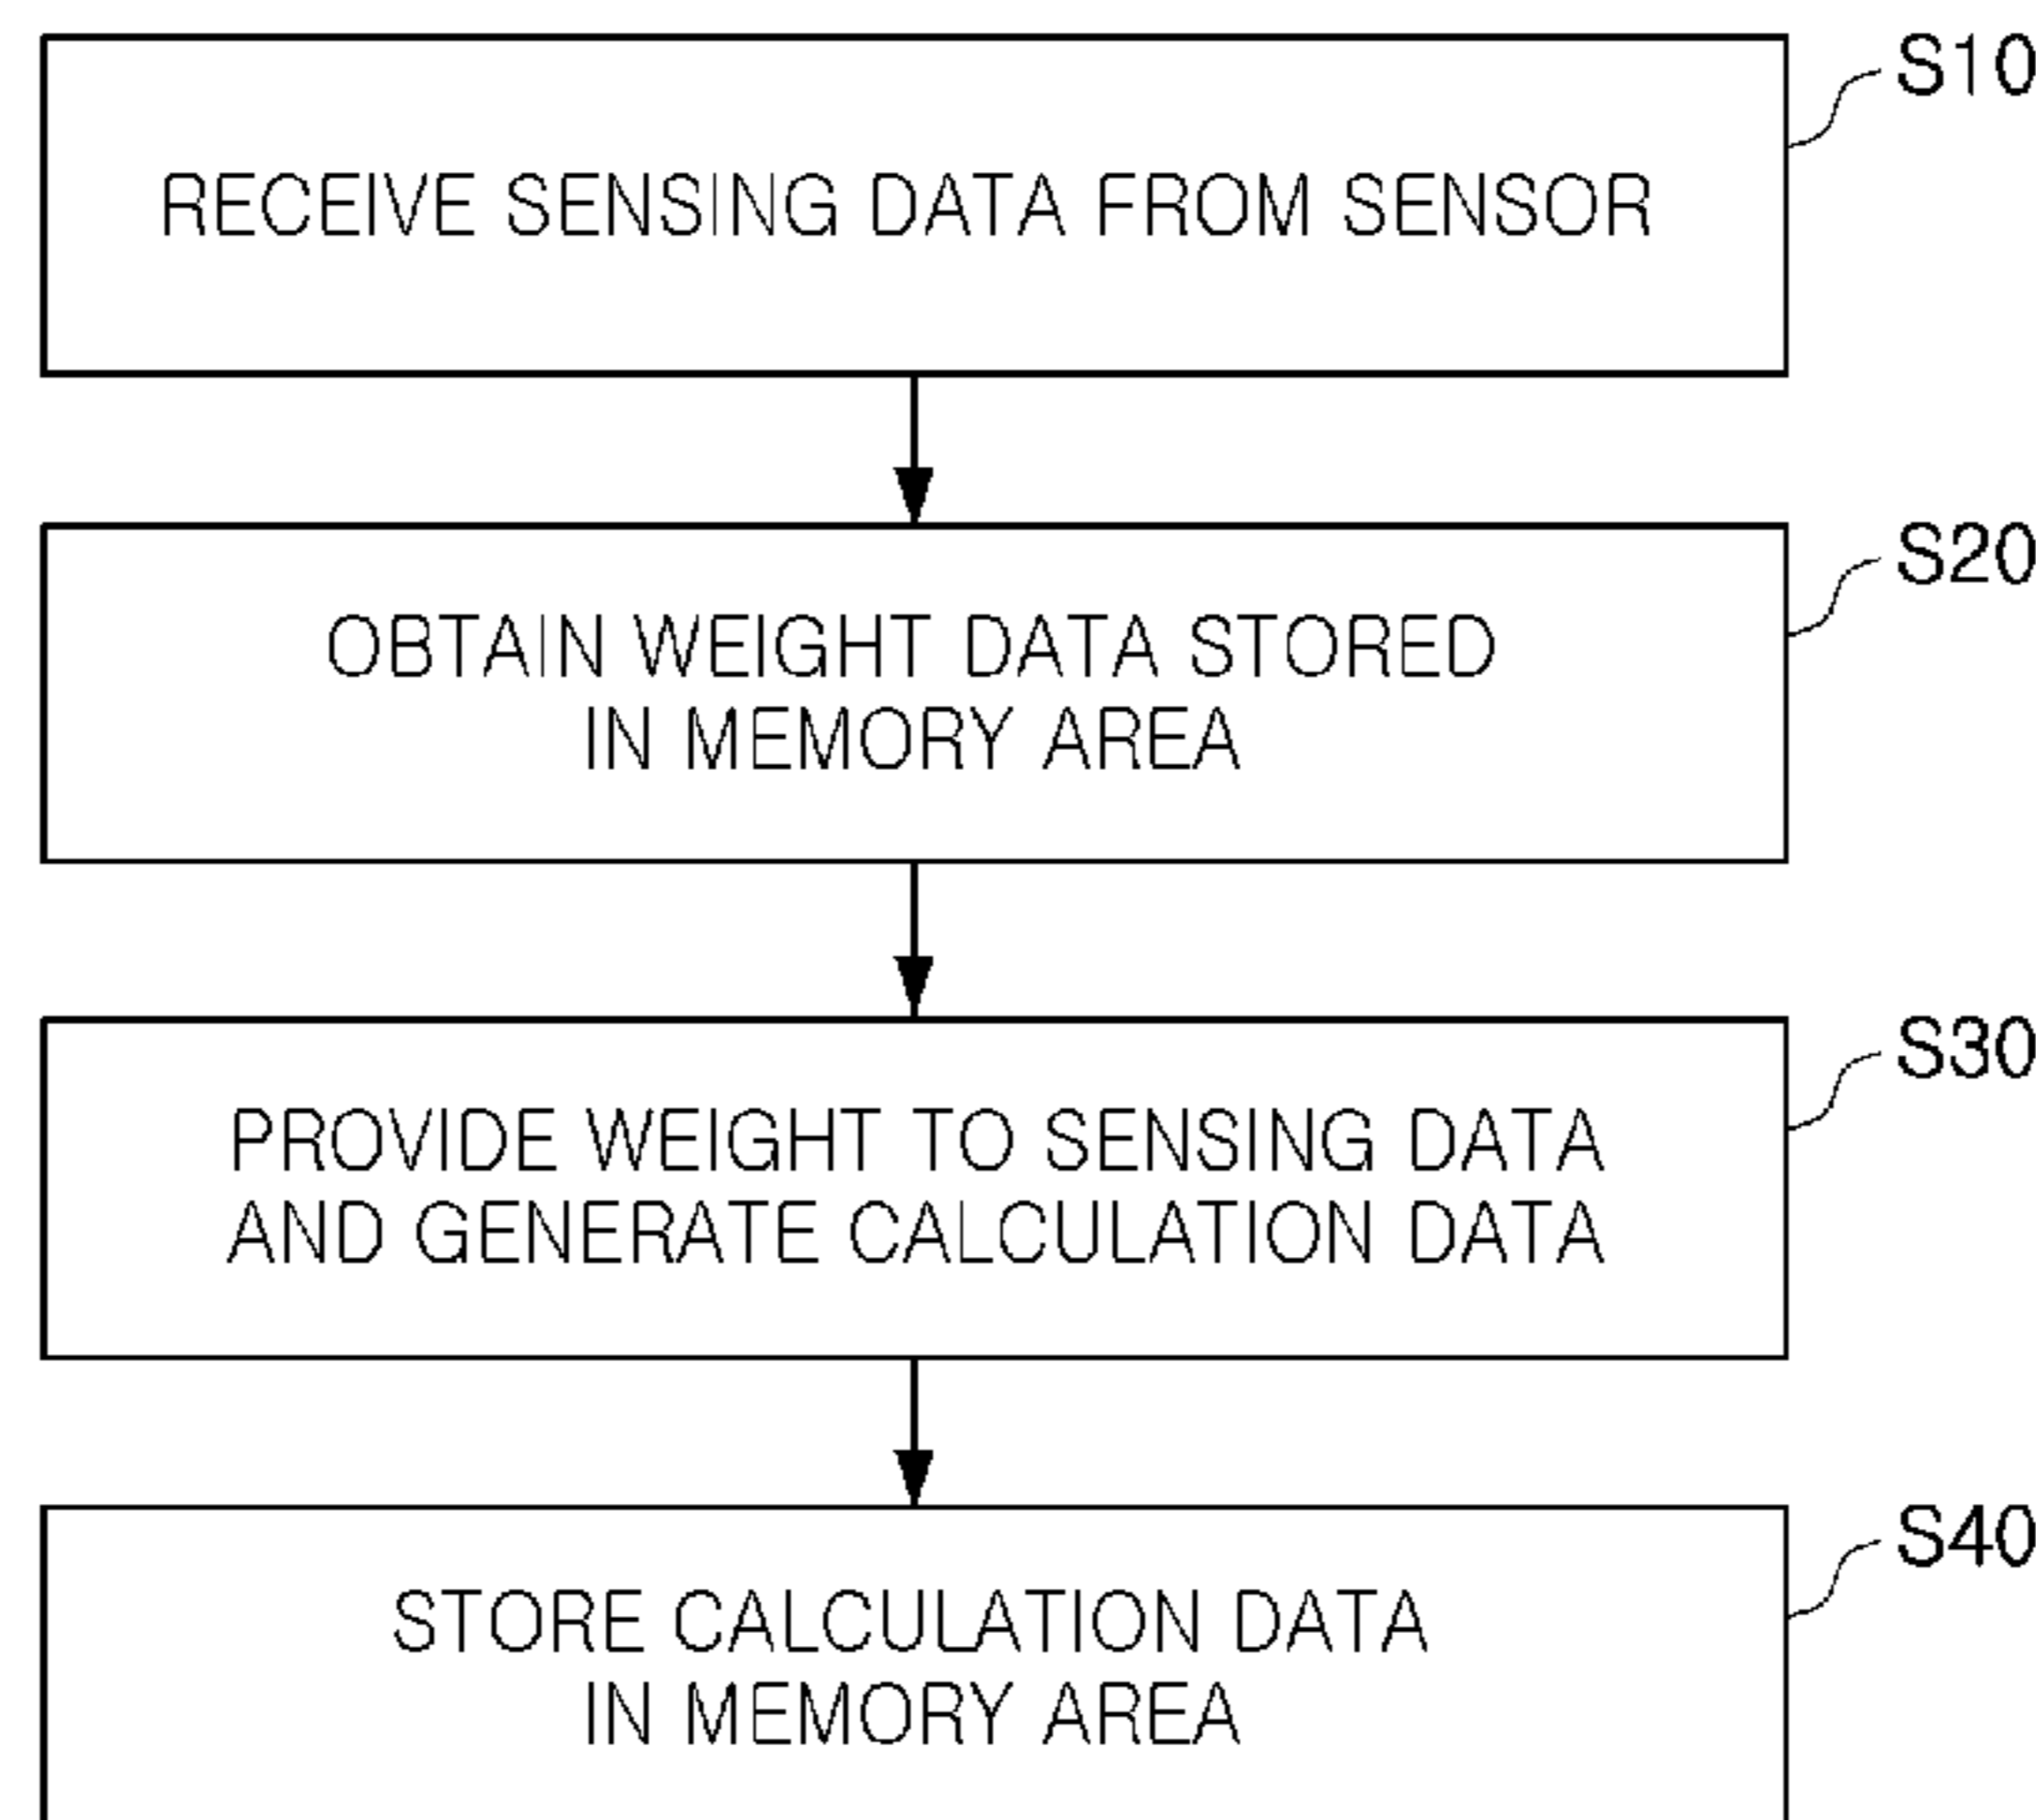 S10
RECEIVE SENSING DATA FROM SENSOR
S20
OBTAIN WEIGHT DATA STORED
IN MEMORY AREA
S30
PROVIDE WEIGHT TO SENSING DATA
AND GENERATE CALCULATION DATA
S40
STORE CALCULATION DATA
IN MEMORY AREA